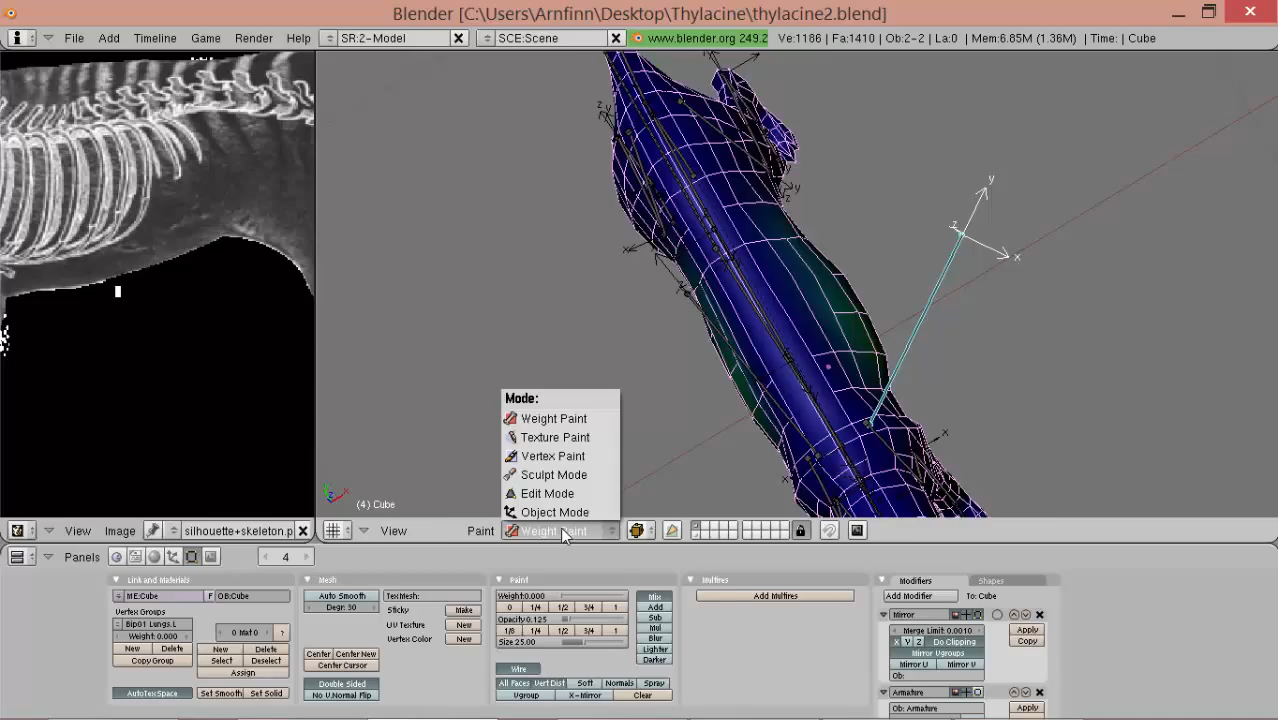 Blender [C:\Users\Arnfinn\Desktop\Thylacine\thylacine2.blend]
File Add Timeline Game Render Help SR:2-Model SCE:Scene www.blender.org 249.2 Ve:1166 | Fa:1410 | Ob:2-2 | La:0 | Mem:6.85M (1.36M) | Time: | Cube
z y
y
z
y
z x
x
z
x
x
Mode:
Weight Paint
Texture Paint
Vertex Paint
Sculpt Mode
Edit Mode
Object Mode
(4) Cube
View Image silhouette+skeleton.p View Paint Weight Paint
Panels 4
Link and Materials Mesh Paint Multires Modifiers Shapes
ME:Cube F OB:Cube Auto Smooth TexMesh: Weight:0.000 Mix Add Multires Add Modifier To: Cube
Vertex Groups Degr: 30 Sticky Make 0 1/4 1/2 3/4 1 Add Mirror Apply
Bip01 Lungs.L 0 Mat 0 ? UV Texture New Opacity:0.125 Sub Merge Limit: 0.0010 Copy
Weight: 0.000 Vertex Color New 1/8 1/4 1/2 3/4 1 Mul X Y Z Do Clipping
New Delete New Delete Center Center New Size 25.00 Blur Mirror Vgroups
Copy Group Select Deselect Center Cursor Lighter Mirror U Mirror V
Assign Wire Darker Ob:
AutoTexSpace Set Smooth Set Solid Double Sided All Faces Vert Dist Soft Normals Spray Armature Apply
No V.Normal Flip Vgroup X-Mirror Clear Ob: Armature